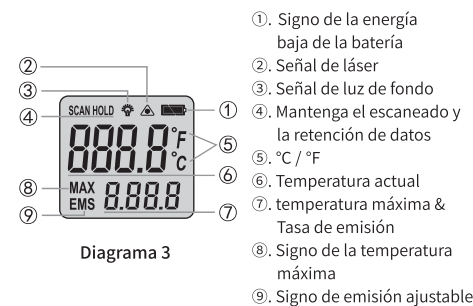 ①. Signo de la energía
baja de la batería
②. Señal de láser
③. Señal de luz de fondo
④. Mantenga el escaneado y
la retención de datos
⑤. °C / °F
⑥. Temperatura actual
⑦. temperatura máxima &
Tasa de emisión
⑧. Signo de la temperatura
máxima
⑨. Signo de emisión ajustable
②
③
④
SCAN HOLD
①
888.8 °F
°C
⑤
⑥
⑧
MAX
⑨
EMS
8.88.8
⑦
Diagrama 3